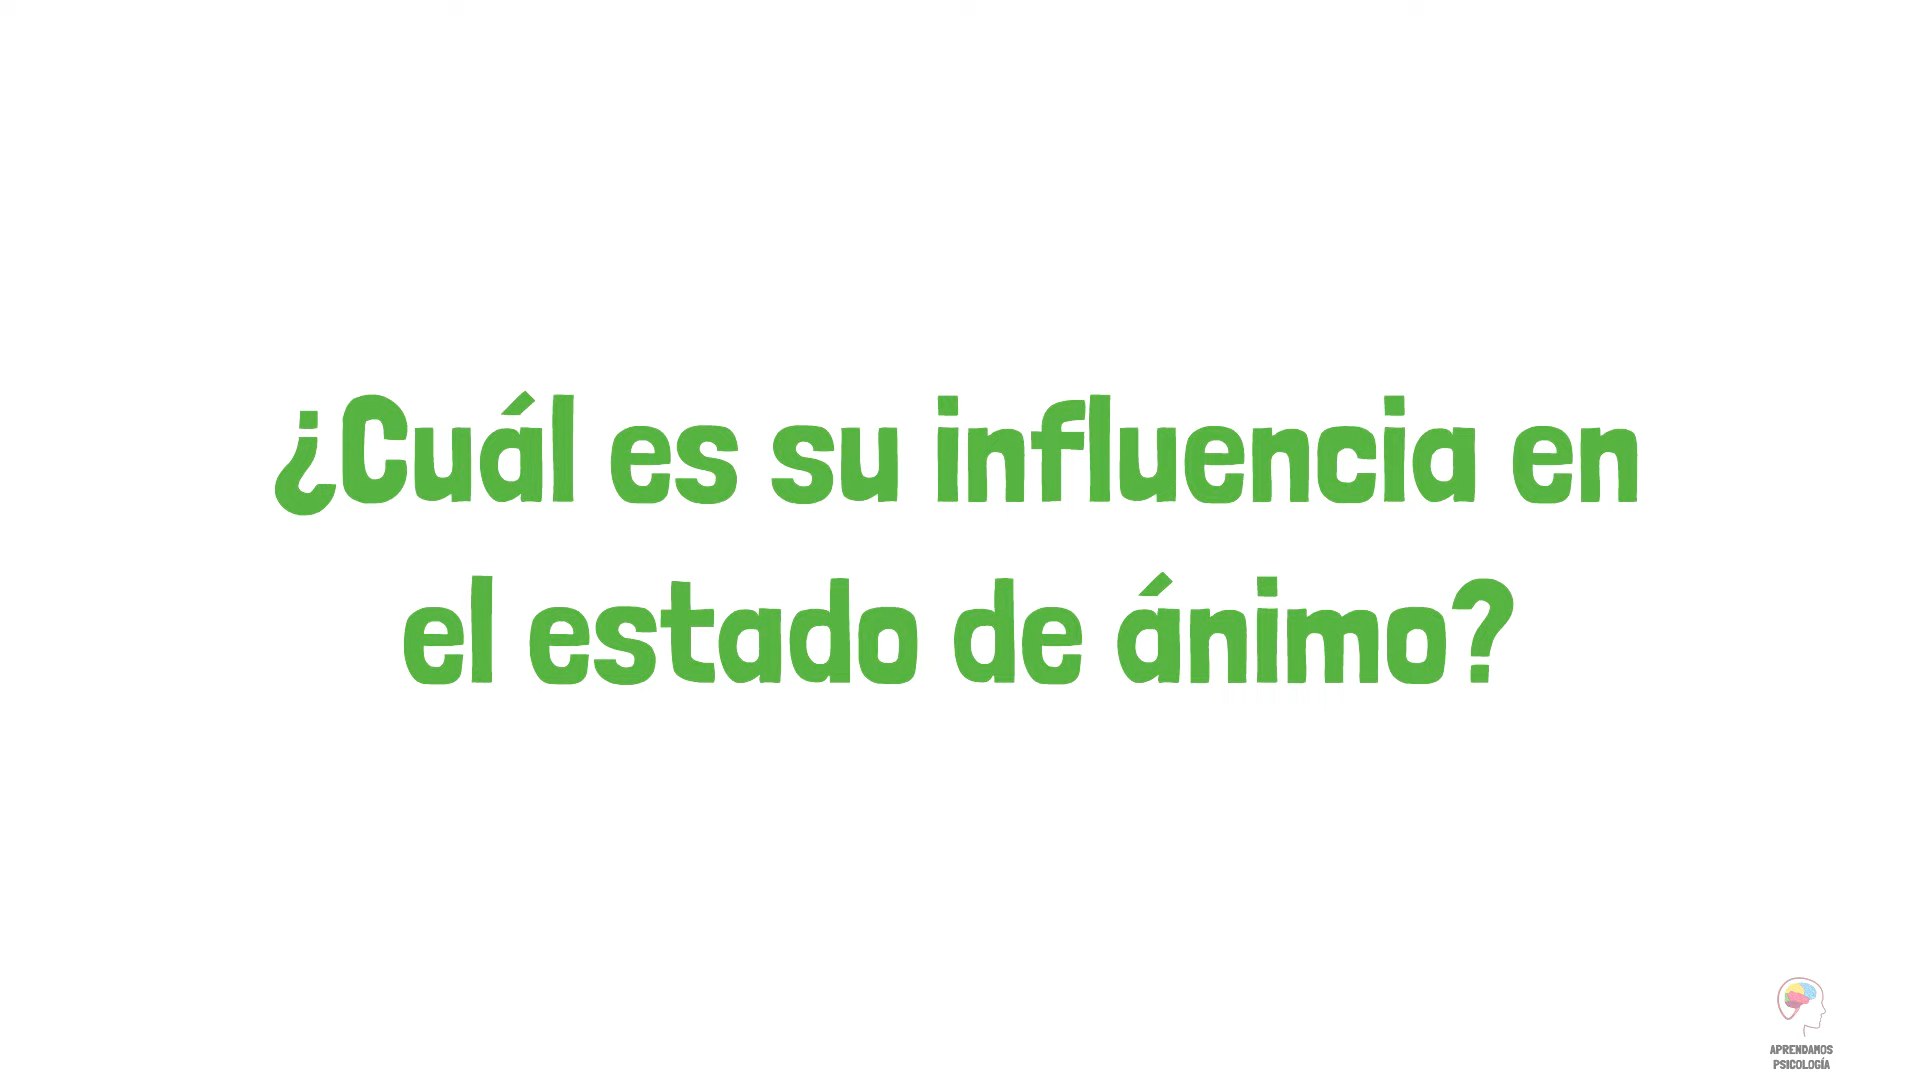 ¿Cuál es su influencia en
el estado de ánimo?
APRENDAMOS
PSICOLOGÍA